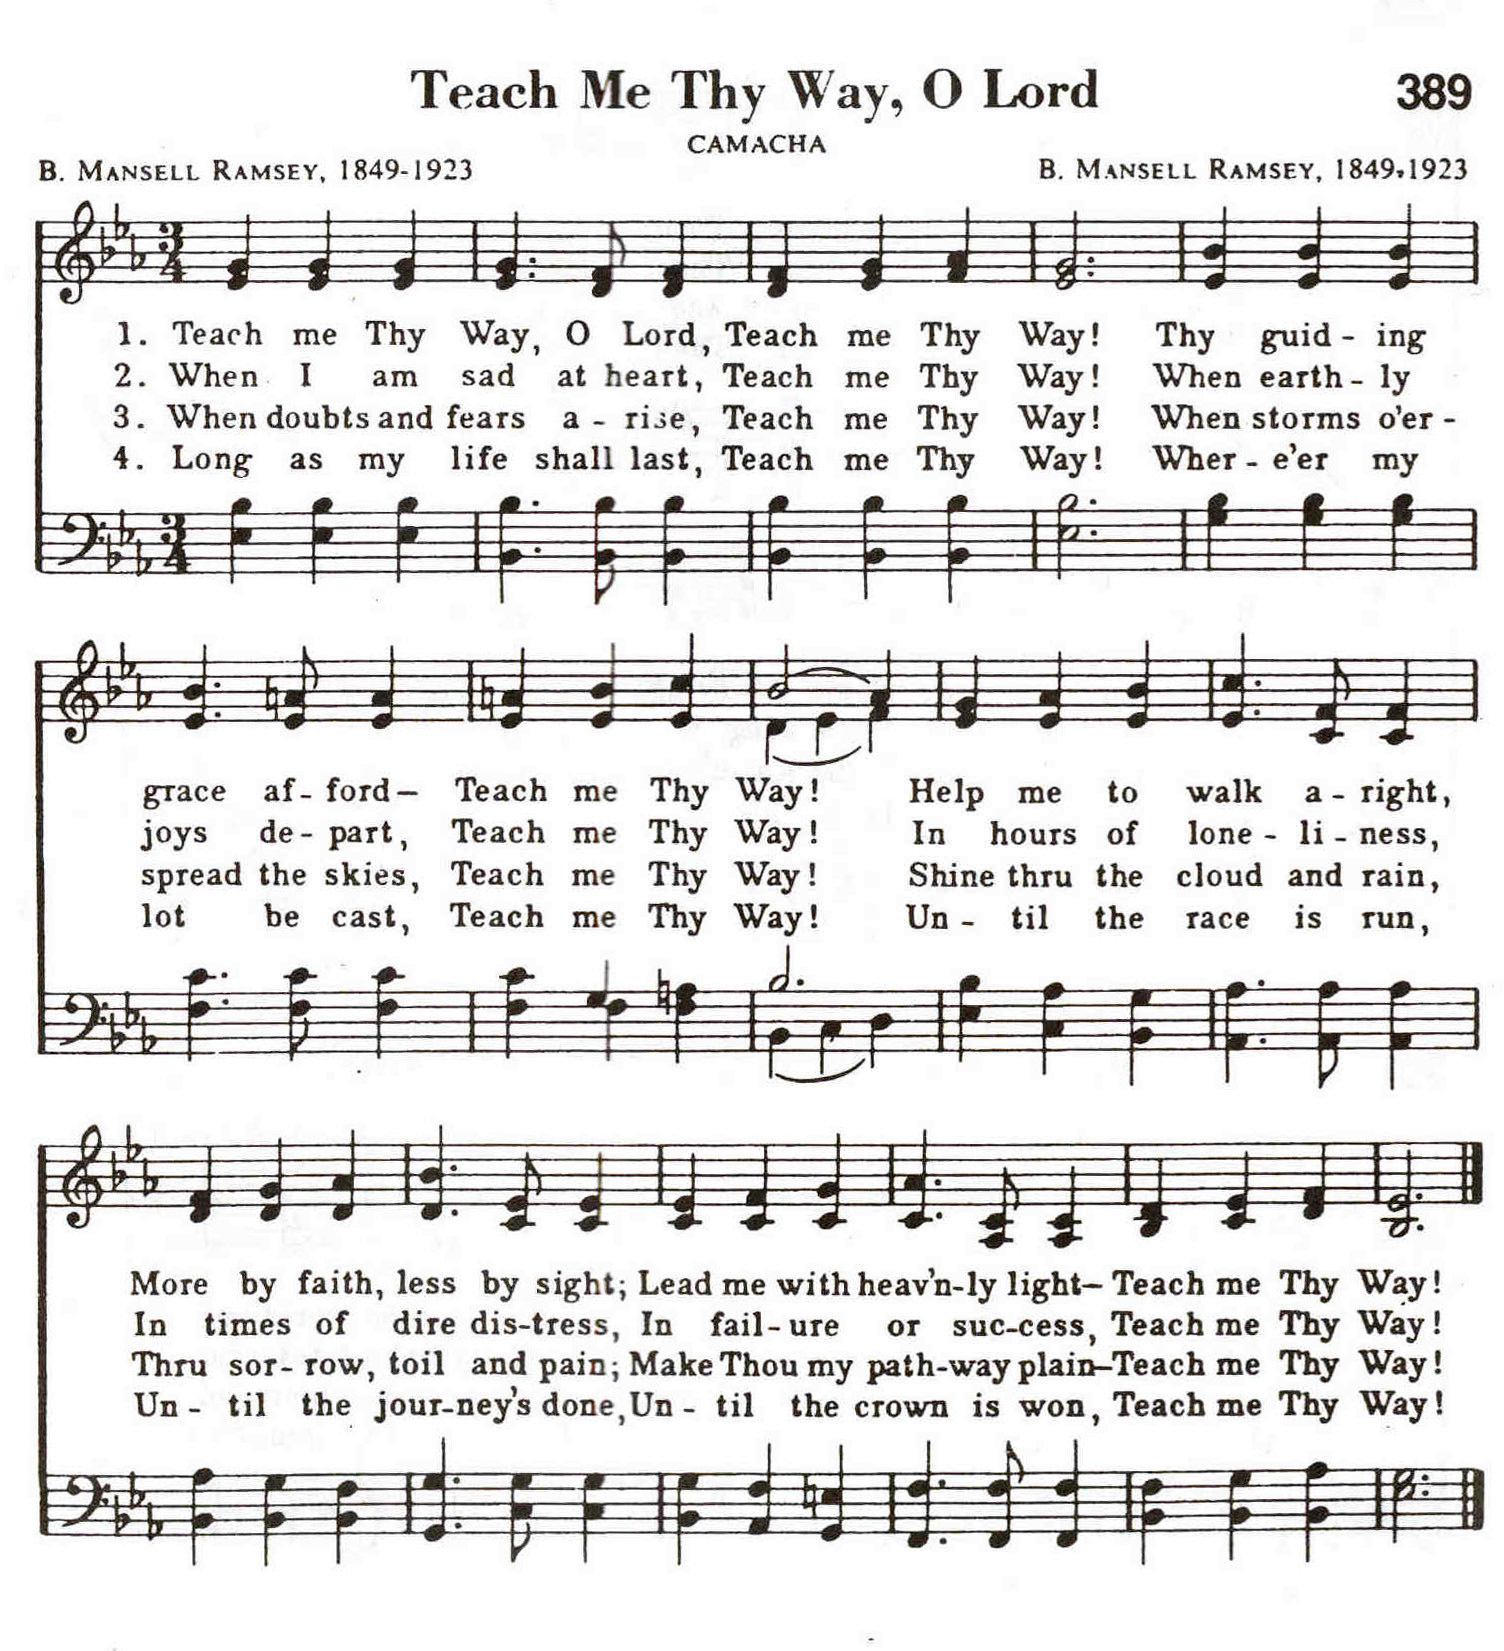 Teach Me Thy Way, O Lord 389
CAMACHA
B. MANSELL RAMSEY, 1849-1923 B. MANSELL RAMSEY, 1849-1923
1. Teach me Thy Way, O Lord, Teach me Thy Way! Thy guid - ing
2. When I am sad at heart, Teach me Thy Way! When earth - ly
3. When doubts and fears a - rise, Teach me Thy Way! When storms o'er -
4. Long as my life shall last, Teach me Thy Way! Wher - e'er my
grace af - ford— Teach me Thy Way! Help me to walk a - right,
joys de - part, Teach me Thy Way! In hours of lone - li - ness,
spread the skies, Teach me Thy Way! Shine thru the cloud and rain,
lot be cast, Teach me Thy Way! Un - til the race is run,
More by faith, less by sight; Lead me with heav'n-ly light— Teach me Thy Way!
In times of dire dis-tress, In fail - ure or suc-cess, Teach me Thy Way!
Thru sor - row, toil and pain; Make Thou my path-way plain—Teach me Thy Way!
Un - til the jour-ney's done, Un - til the crown is won, Teach me Thy Way!